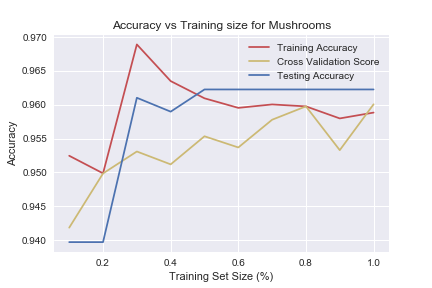 Accuracy vs Training size for Mushrooms
Training Accuracy
Cross Validation Score
Testing Accuracy
Accuracy
0.970
0.965
0.960
0.955
0.950
0.945
0.940
0.2 0.4 0.6 0.8 1.0
Training Set Size (%)